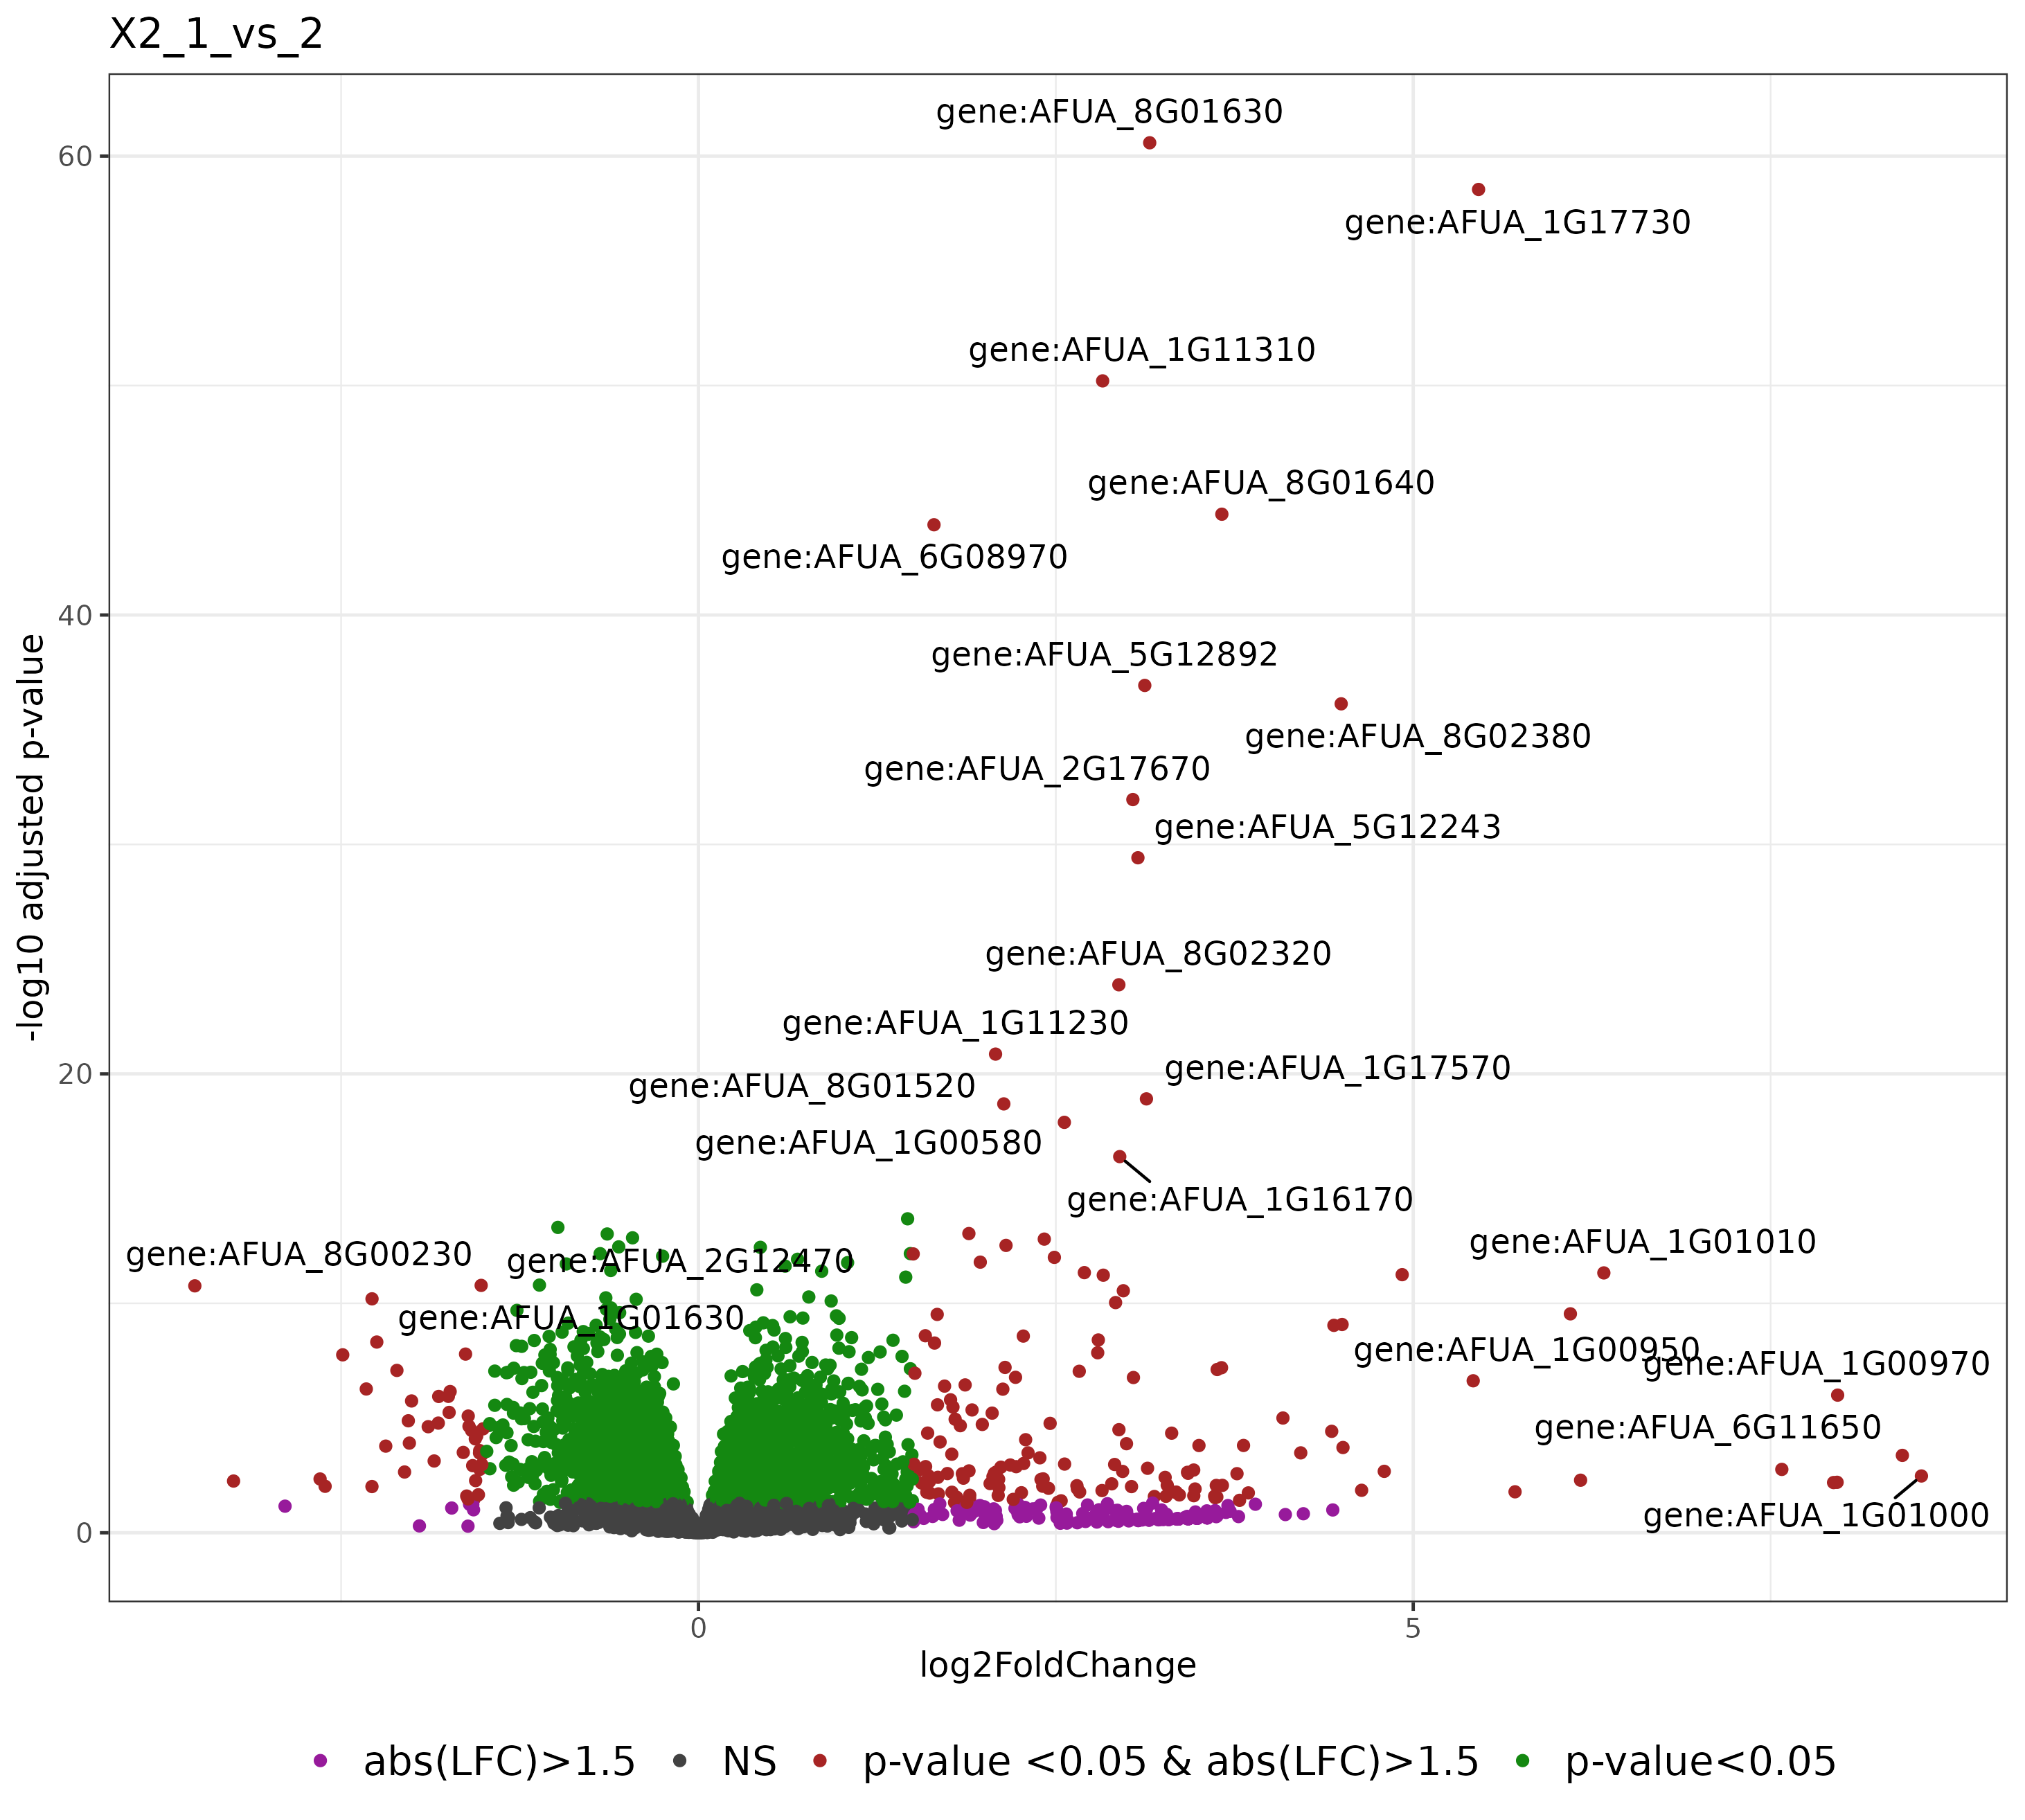 X2_1_vs_2
gene:AFUA_8G01630
60
gene:AFUA_1G17730
gene:AFUA_1G11310
gene:AFUA_8G01640
gene:AFUA_6G08970
40
gene:AFUA_5G12892
gene:AFUA_8G02380
gene:AFUA_2G17670
gene:AFUA_5G12243
-log10 adjusted p-value
gene:AFUA_8G02320
gene:AFUA_1G11230
gene:AFUA_1G17570
20
gene:AFUA_8G01520
gene:AFUA_1G00580
gene:AFUA_1G16170
gene:AFUA_1G01010
gene:AFUA_8G00230
gene:AFUA_2G12470
gene:AFUA_1G01630
gene:AFUA_1G00950
gene:AFUA_1G00970
gene:AFUA_6G11650
gene:AFUA_1G01000
0
0 5
log2FoldChange
abs(LFC)>1.5 NS p-value <0.05 & abs(LFC)>1.5 p-value<0.05